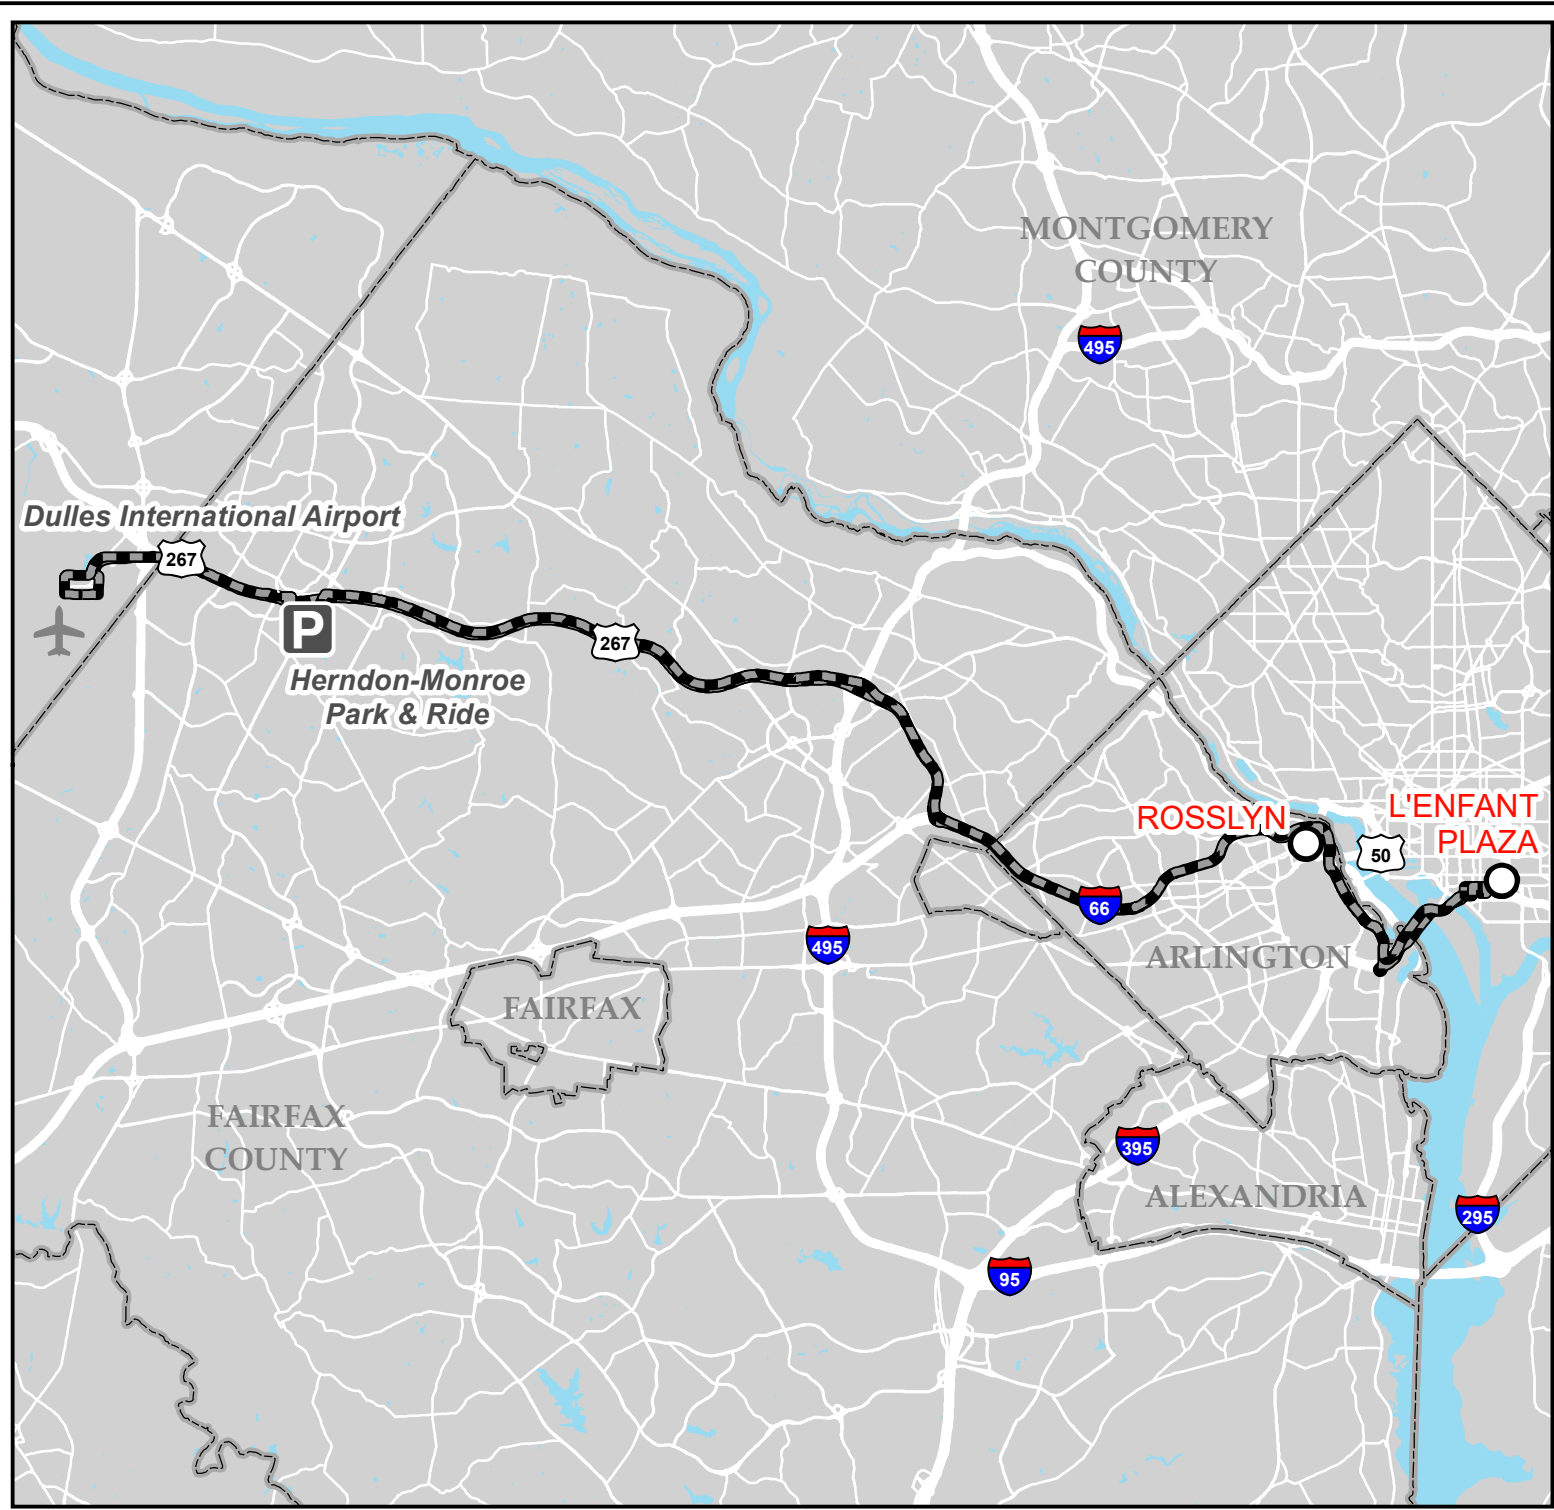 MONTGOMERY
COUNTY
495
Dulles International Airport
267
P
267
Herndon-Monroe
Park & Ride
ROSSLYN
L'ENFANT
PLAZA
50
66
495
ARLINGTON
FAIRFAX
FAIRFAX
COUNTY
395
ALEXANDRIA
295
95